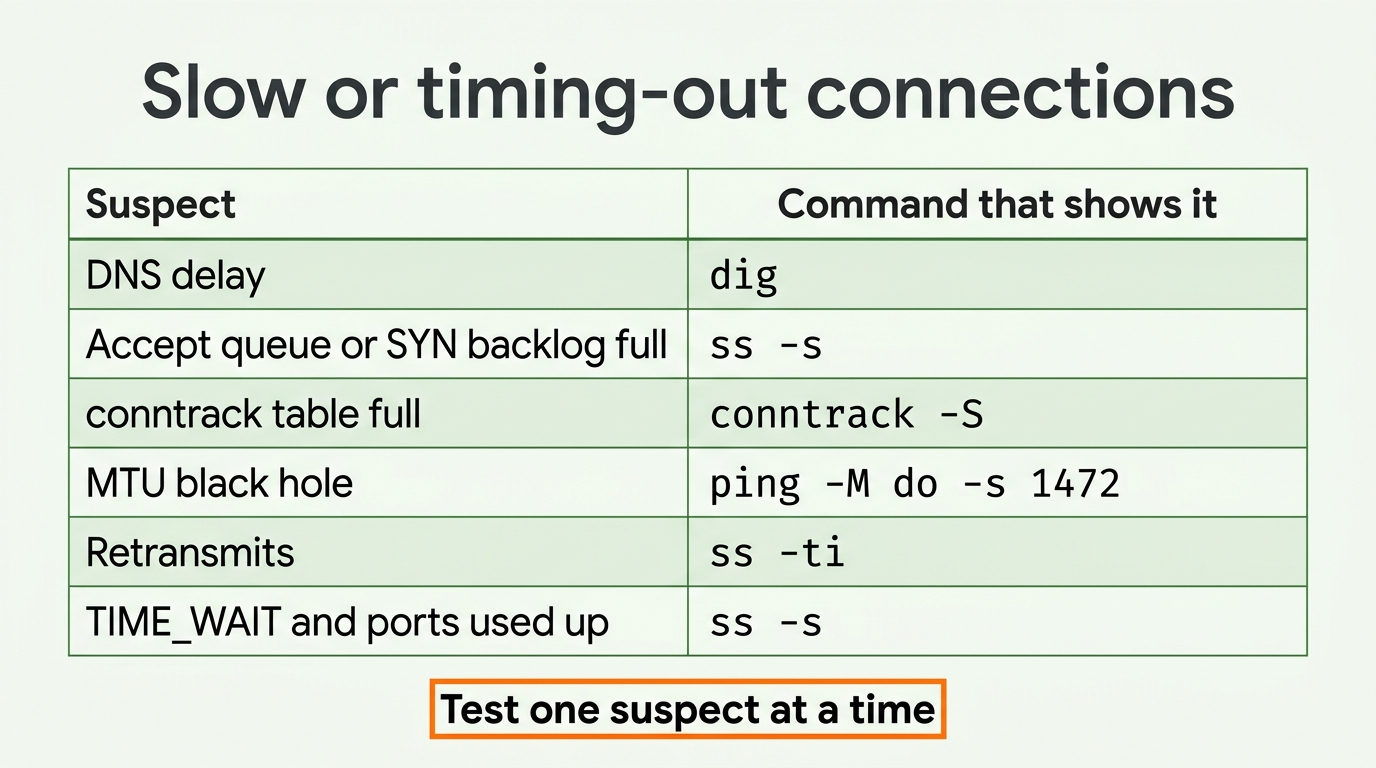 Slow or timing-out connections
Suspect
Command that shows it
DNS delay
dig
Accept queue or SYN backlog full
ss -s
conntrack table full
conntrack -S
MTU black hole
ping -M do -s 1472
Retransmits
ss -ti
TIME_WAIT and ports used up
ss -s
Test one suspect at a time